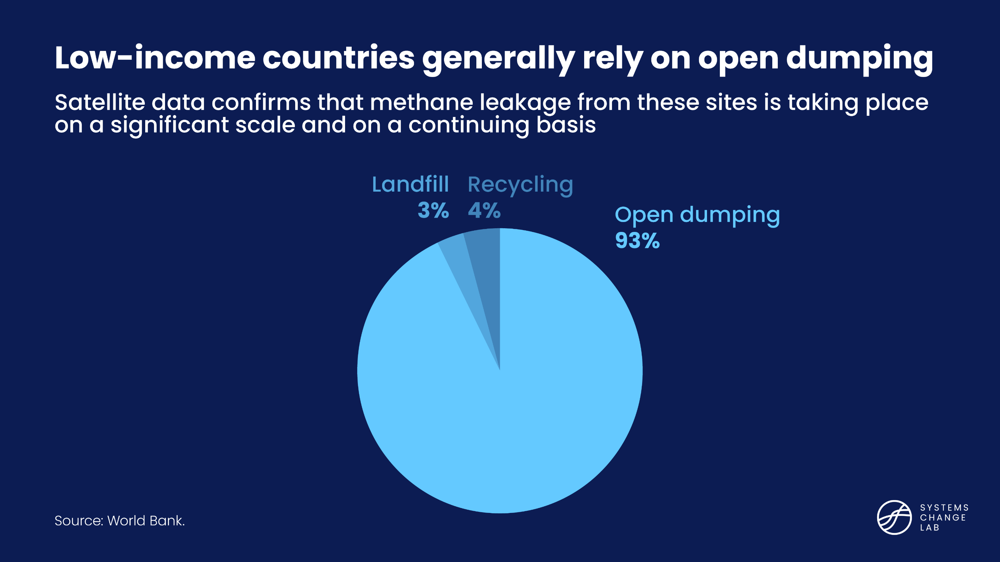 Low-income countries generally rely on open dumping
Satellite data confirms that methane leakage from these sites is taking place
on a significant scale and on a continuing basis
Landfill
3%
Recycling
4%
Open dumping
93%
Source: World Bank.
SYSTEMS
CHANGE
LAB